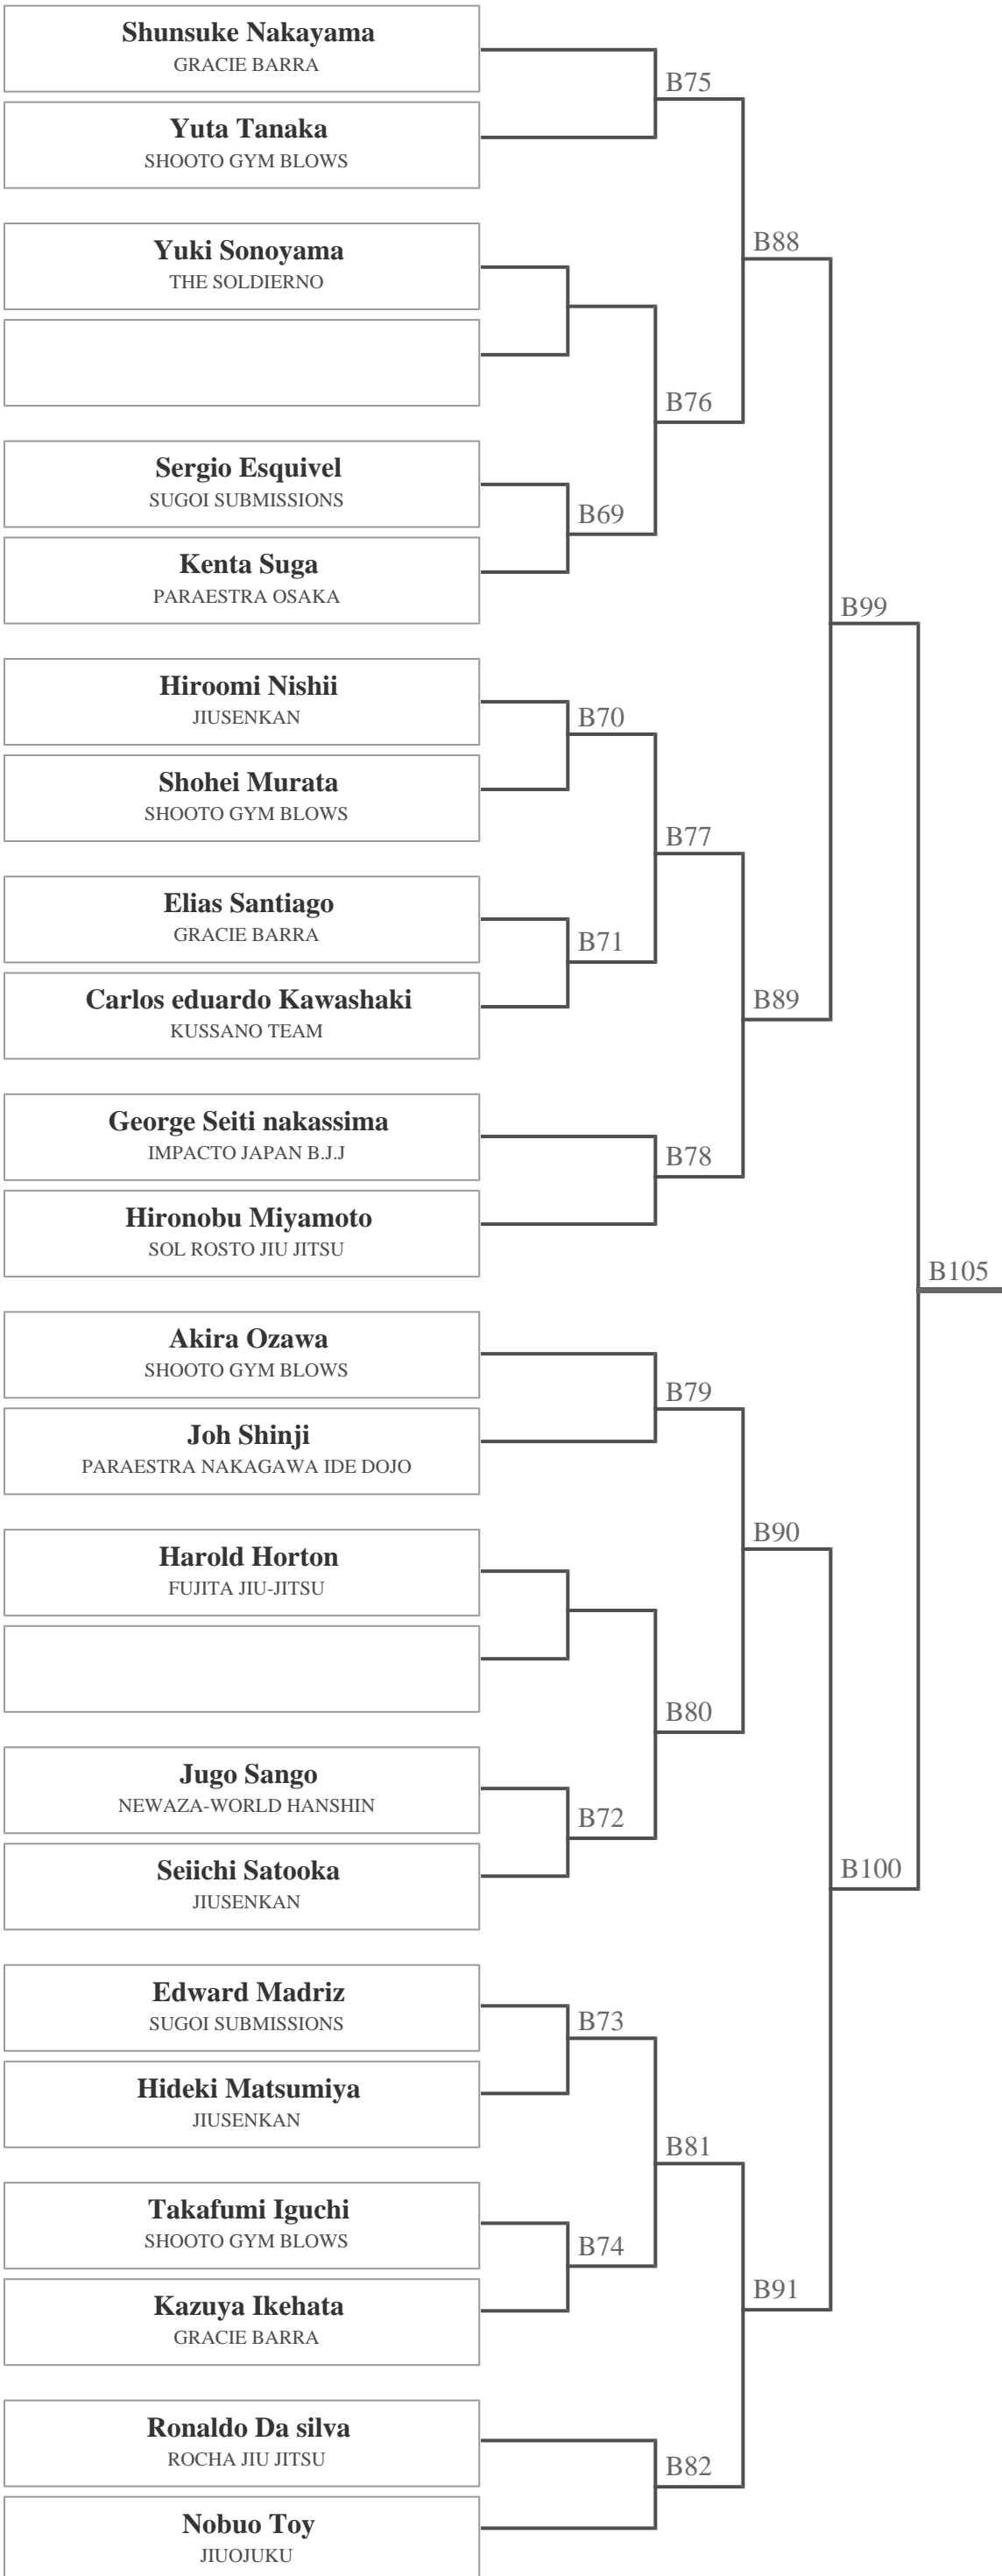 Shunsuke Nakayama
GRACIE BARRA
B75
Yuta Tanaka
SHOOTO GYM BLOWS
Yuki Sonoyama
THE SOLDIERNO
B88
B76
Sergio Esquivel
SUGOI SUBMISSIONS
B69
Kenta Suga
PARAESTRA OSAKA
B99
Hiroomi Nishii
JIUSENKAN
B70
Shohei Murata
SHOOTO GYM BLOWS
B77
Elias Santiago
GRACIE BARRA
B71
Carlos eduardo Kawashaki
KUSSANO TEAM
B89
George Seiti nakassima
IMPACTO JAPAN B.J.J
B78
Hironobu Miyamoto
SOL ROSTO JIU JITSU
B105
Akira Ozawa
SHOOTO GYM BLOWS
B79
Joh Shinji
PARAESTRA NAKAGAWA IDE DOJO
B90
Harold Horton
FUJITA JIU-JITSU
B80
Jugo Sango
NEWAZA-WORLD HANSHIN
B72
Seiichi Satooka
JIUSENKAN
B100
Edward Madriz
SUGOI SUBMISSIONS
B73
Hideki Matsumiya
JIUSENKAN
B81
Takafumi Iguchi
SHOOTO GYM BLOWS
B74
Kazuya Ikehata
GRACIE BARRA
B91
Ronaldo Da silva
ROCHA JIU JITSU
B82
Nobuo Toy
JIUOJUKU